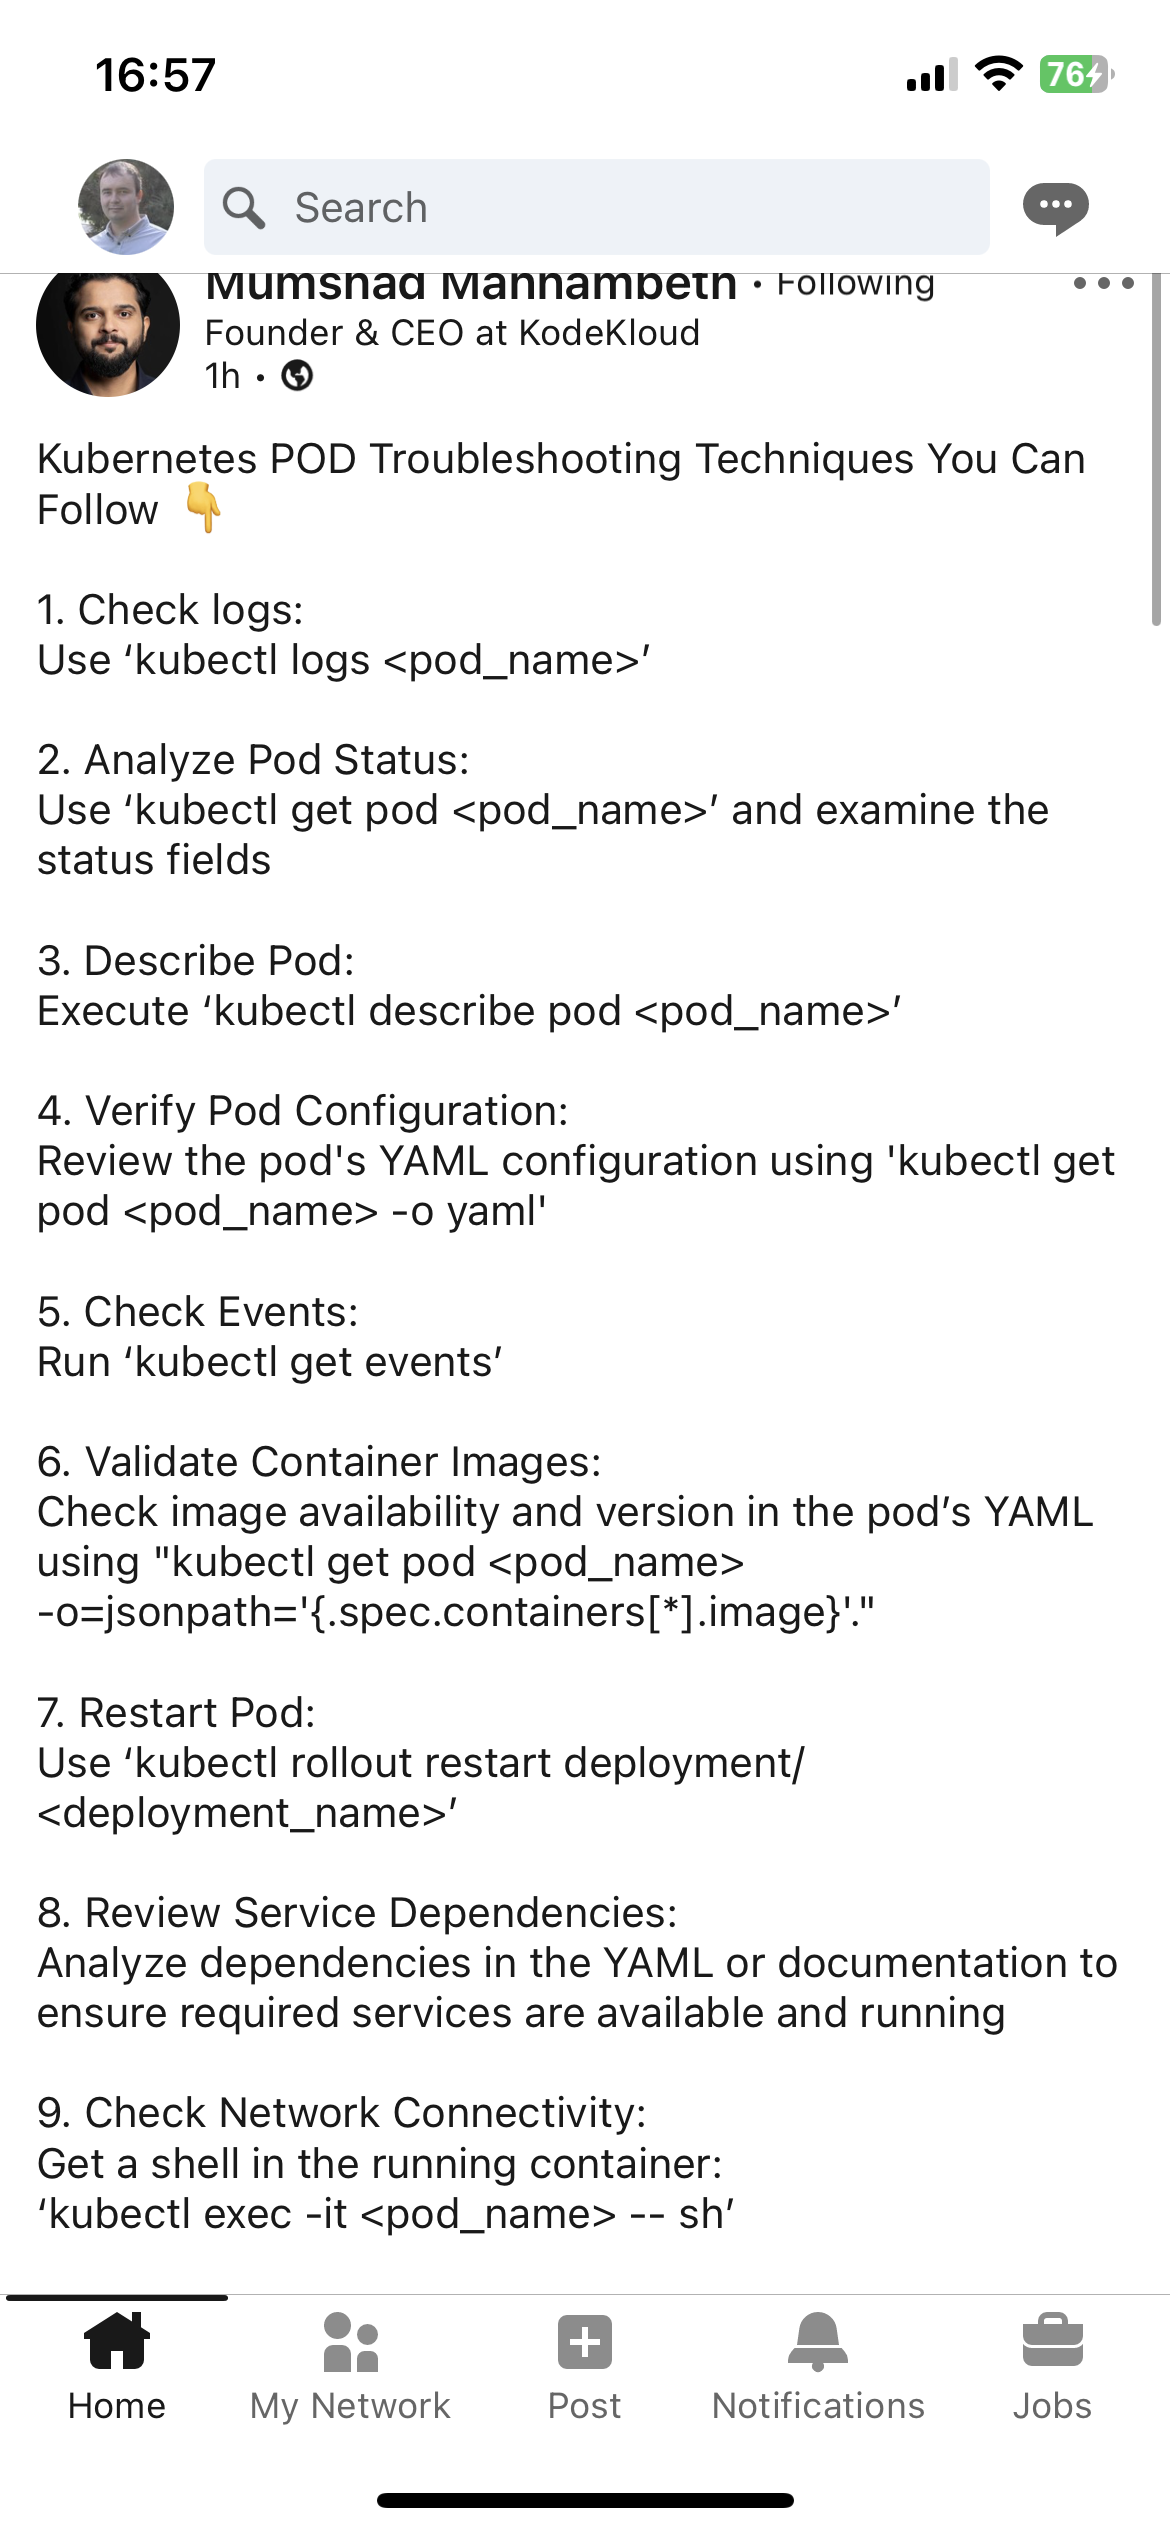 16:57
76
Search
Mumshad Mannambeth • Following
Founder & CEO at KodeKloud
1h •
Kubernetes POD Troubleshooting Techniques You Can
Follow 👇
1. Check logs:
Use ‘kubectl logs <pod_name>’
2. Analyze Pod Status:
Use ‘kubectl get pod <pod_name>’ and examine the
status fields
3. Describe Pod:
Execute ‘kubectl describe pod <pod_name>’
4. Verify Pod Configuration:
Review the pod's YAML configuration using 'kubectl get
pod <pod_name> -o yaml'
5. Check Events:
Run ‘kubectl get events’
6. Validate Container Images:
Check image availability and version in the pod’s YAML
using "kubectl get pod <pod_name>
-o=jsonpath='{.spec.containers[*].image}'."
7. Restart Pod:
Use ‘kubectl rollout restart deployment/
<deployment_name>’
8. Review Service Dependencies:
Analyze dependencies in the YAML or documentation to
ensure required services are available and running
9. Check Network Connectivity:
Get a shell in the running container:
‘kubectl exec -it <pod_name> -- sh’
Home
My Network
Post
Notifications
Jobs